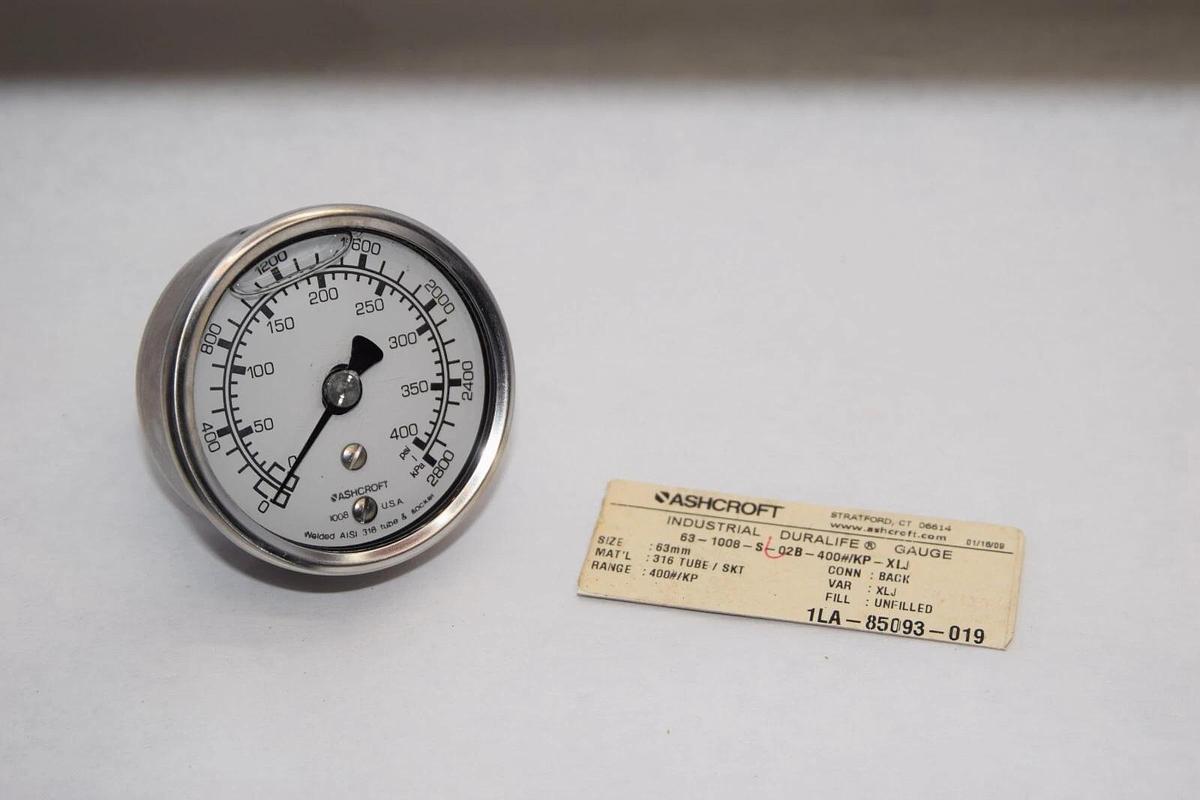 400
800
1200
1600
2000
2400
2800
0
50
100
150
200
250
300
350
400
0
psi
kPa
ASHCROFT
1008
U.S.A
Welded AISI 316 tube & socket
ASHCROFT
STRATFORD, CT 06614
www.ashcroft.com
INDUSTRIAL DURALIFE® GAUGE
01/16/09
63-1008-SL-02B-400#/KP-XLJ
SIZE : 63mm
MAT'L : 316 TUBE / SKT
RANGE : 400#/KP
CONN : BACK
VAR : XLJ
FILL : UNFILLED
1LA-85093-019